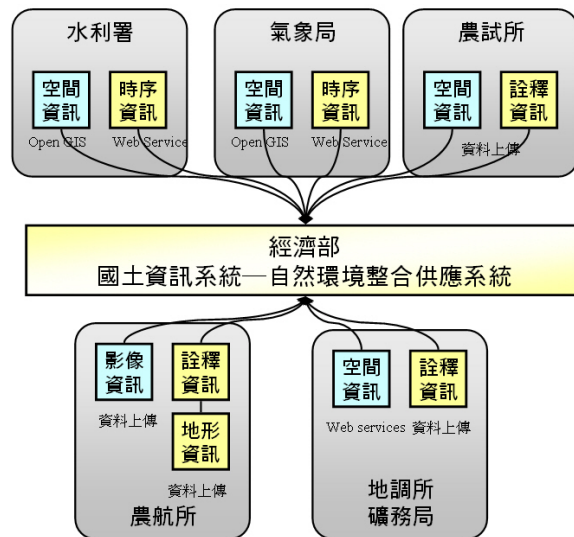 水利署
空間
資訊
時序
資訊
Open GIS
Web Service
氣象局
空間
資訊
時序
資訊
Open GIS
Web Service
農試所
空間
資訊
詮釋
資訊
資料上傳
經濟部
國土資訊系統—自然環境整合供應系統
影像
資訊
詮釋
資訊
資料上傳
地形
資訊
資料上傳
農航所
空間
資訊
詮釋
資訊
Web services
資料上傳
地調所
礦務局